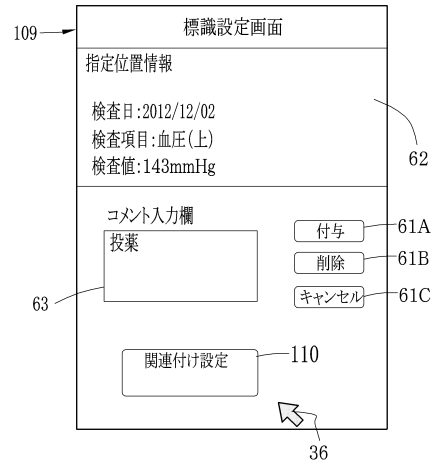 標識設定画面
109
指定位置情報
検査日:2012/12/02
検査項目:血圧(上)
検査値:143mmHg
62
コメント入力欄
投薬
付与
61A
削除
61B
キャンセル
61C
63
関連付け設定
110
36